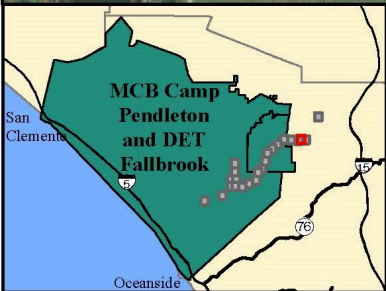 MCB Camp
Pendleton
and DET
Fallbrook
San
Clemente
5
15
76
Oceanside